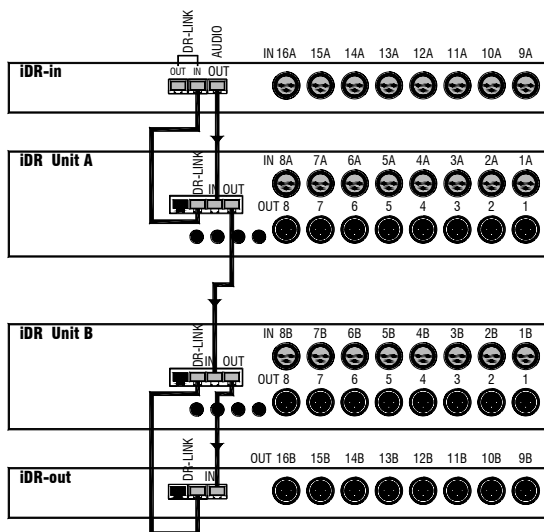 DR-LINK
AUDIO
OUT IN OUT
IN 16A 15A 14A 13A 12A 11A 10A 9A
iDR-in
iDR Unit A
DR-LINK
IN OUT
IN 8A 7A 6A 5A 4A 3A 2A 1A
OUT 8 7 6 5 4 3 2 1
iDR Unit B
DR-LINK
IN OUT
IN 8B 7B 6B 5B 4B 3B 2B 1B
OUT 8 7 6 5 4 3 2 1
iDR-out
DR-LINK
IN
OUT 16B 15B 14B 13B 12B 11B 10B 9B